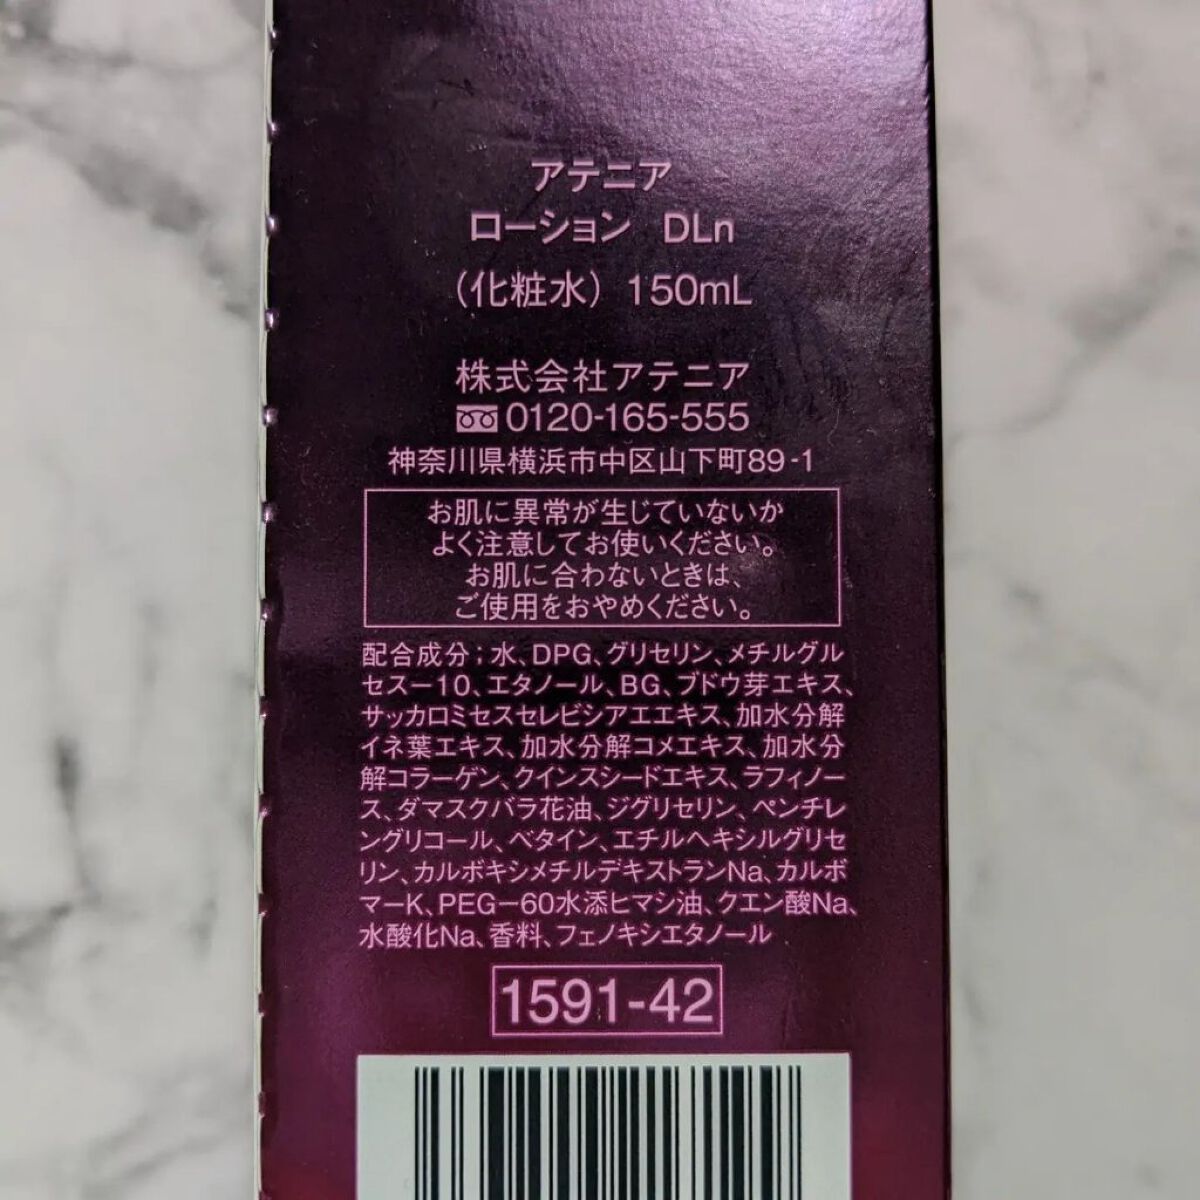 アテニア
ローション DLn
(化粧水) 150mL
株式会社アテニア
0120-165-555
神奈川県横浜市中区山下町89-1
お肌に異常が生じていないか
よく注意してお使いください。
お肌に合わないときは、
ご使用をおやめください。
配合成分；水、DPG、グリセリン、メチルグル
セスー10、エタノール、BG、ブドウ芽エキス、
サッカロミセスセレビシアエエキス、加水分解
イネ葉エキス、加水分解コメエキス、加水分
解コラーゲン、クインスシードエキス、ラフィノー
ス、ダマスクバラ花油、ジグリセリン、ペンチレ
ングリコール、ベタイン、エチルヘキシルグリセ
リン、カルボキシメチルデキストランNa、カルボ
マーK、PEGー60水添ヒマシ油、クエン酸Na、
水酸化Na、香料、フェノキシエタノール
1591-42